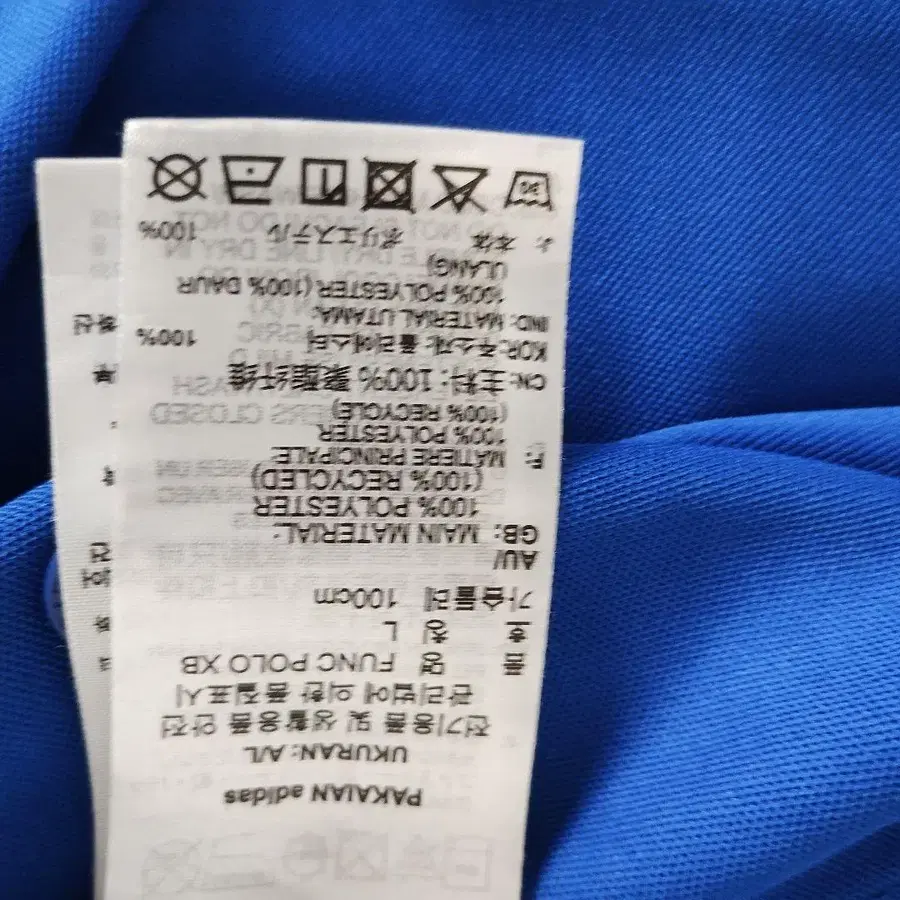 PAKAIAN adidas
UKURAN: A/L
전기용품 및 생활용품 안전
관리법에 의한 품질표시
품 명 FUNC POLO XB
호 칭 L
가슴둘레 100cm
AU/
GB: MAIN MATERIAL:
100% POLYESTER
(100% RECYCLED)
F: MATIERE PRINCIPALE:
100% POLYESTER
(100% RECYCLE)
CN: 主料: 100% 聚酯纤维
KOR: 주소재: 폴리에스터 100%
IND: MATERIAL UTAMA:
100% POLYESTER (100% DAUR
ULANG)
J: 本体 ポリエステル 100%
30